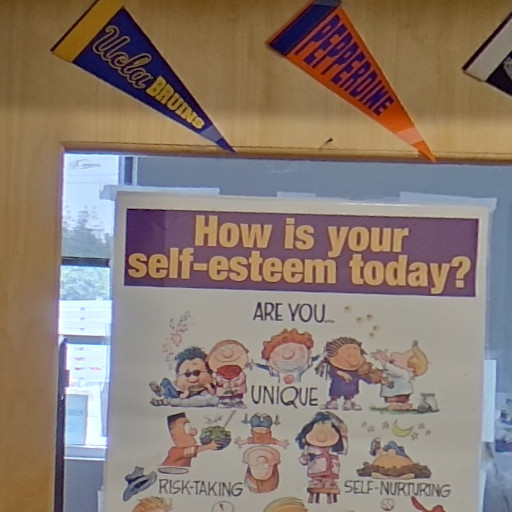 UCLA BRUINS
PEPPERDINE
How is your
self-esteem today?
ARE YOU...
UNIQUE
RISK-TAKING
SELF-NURTURING